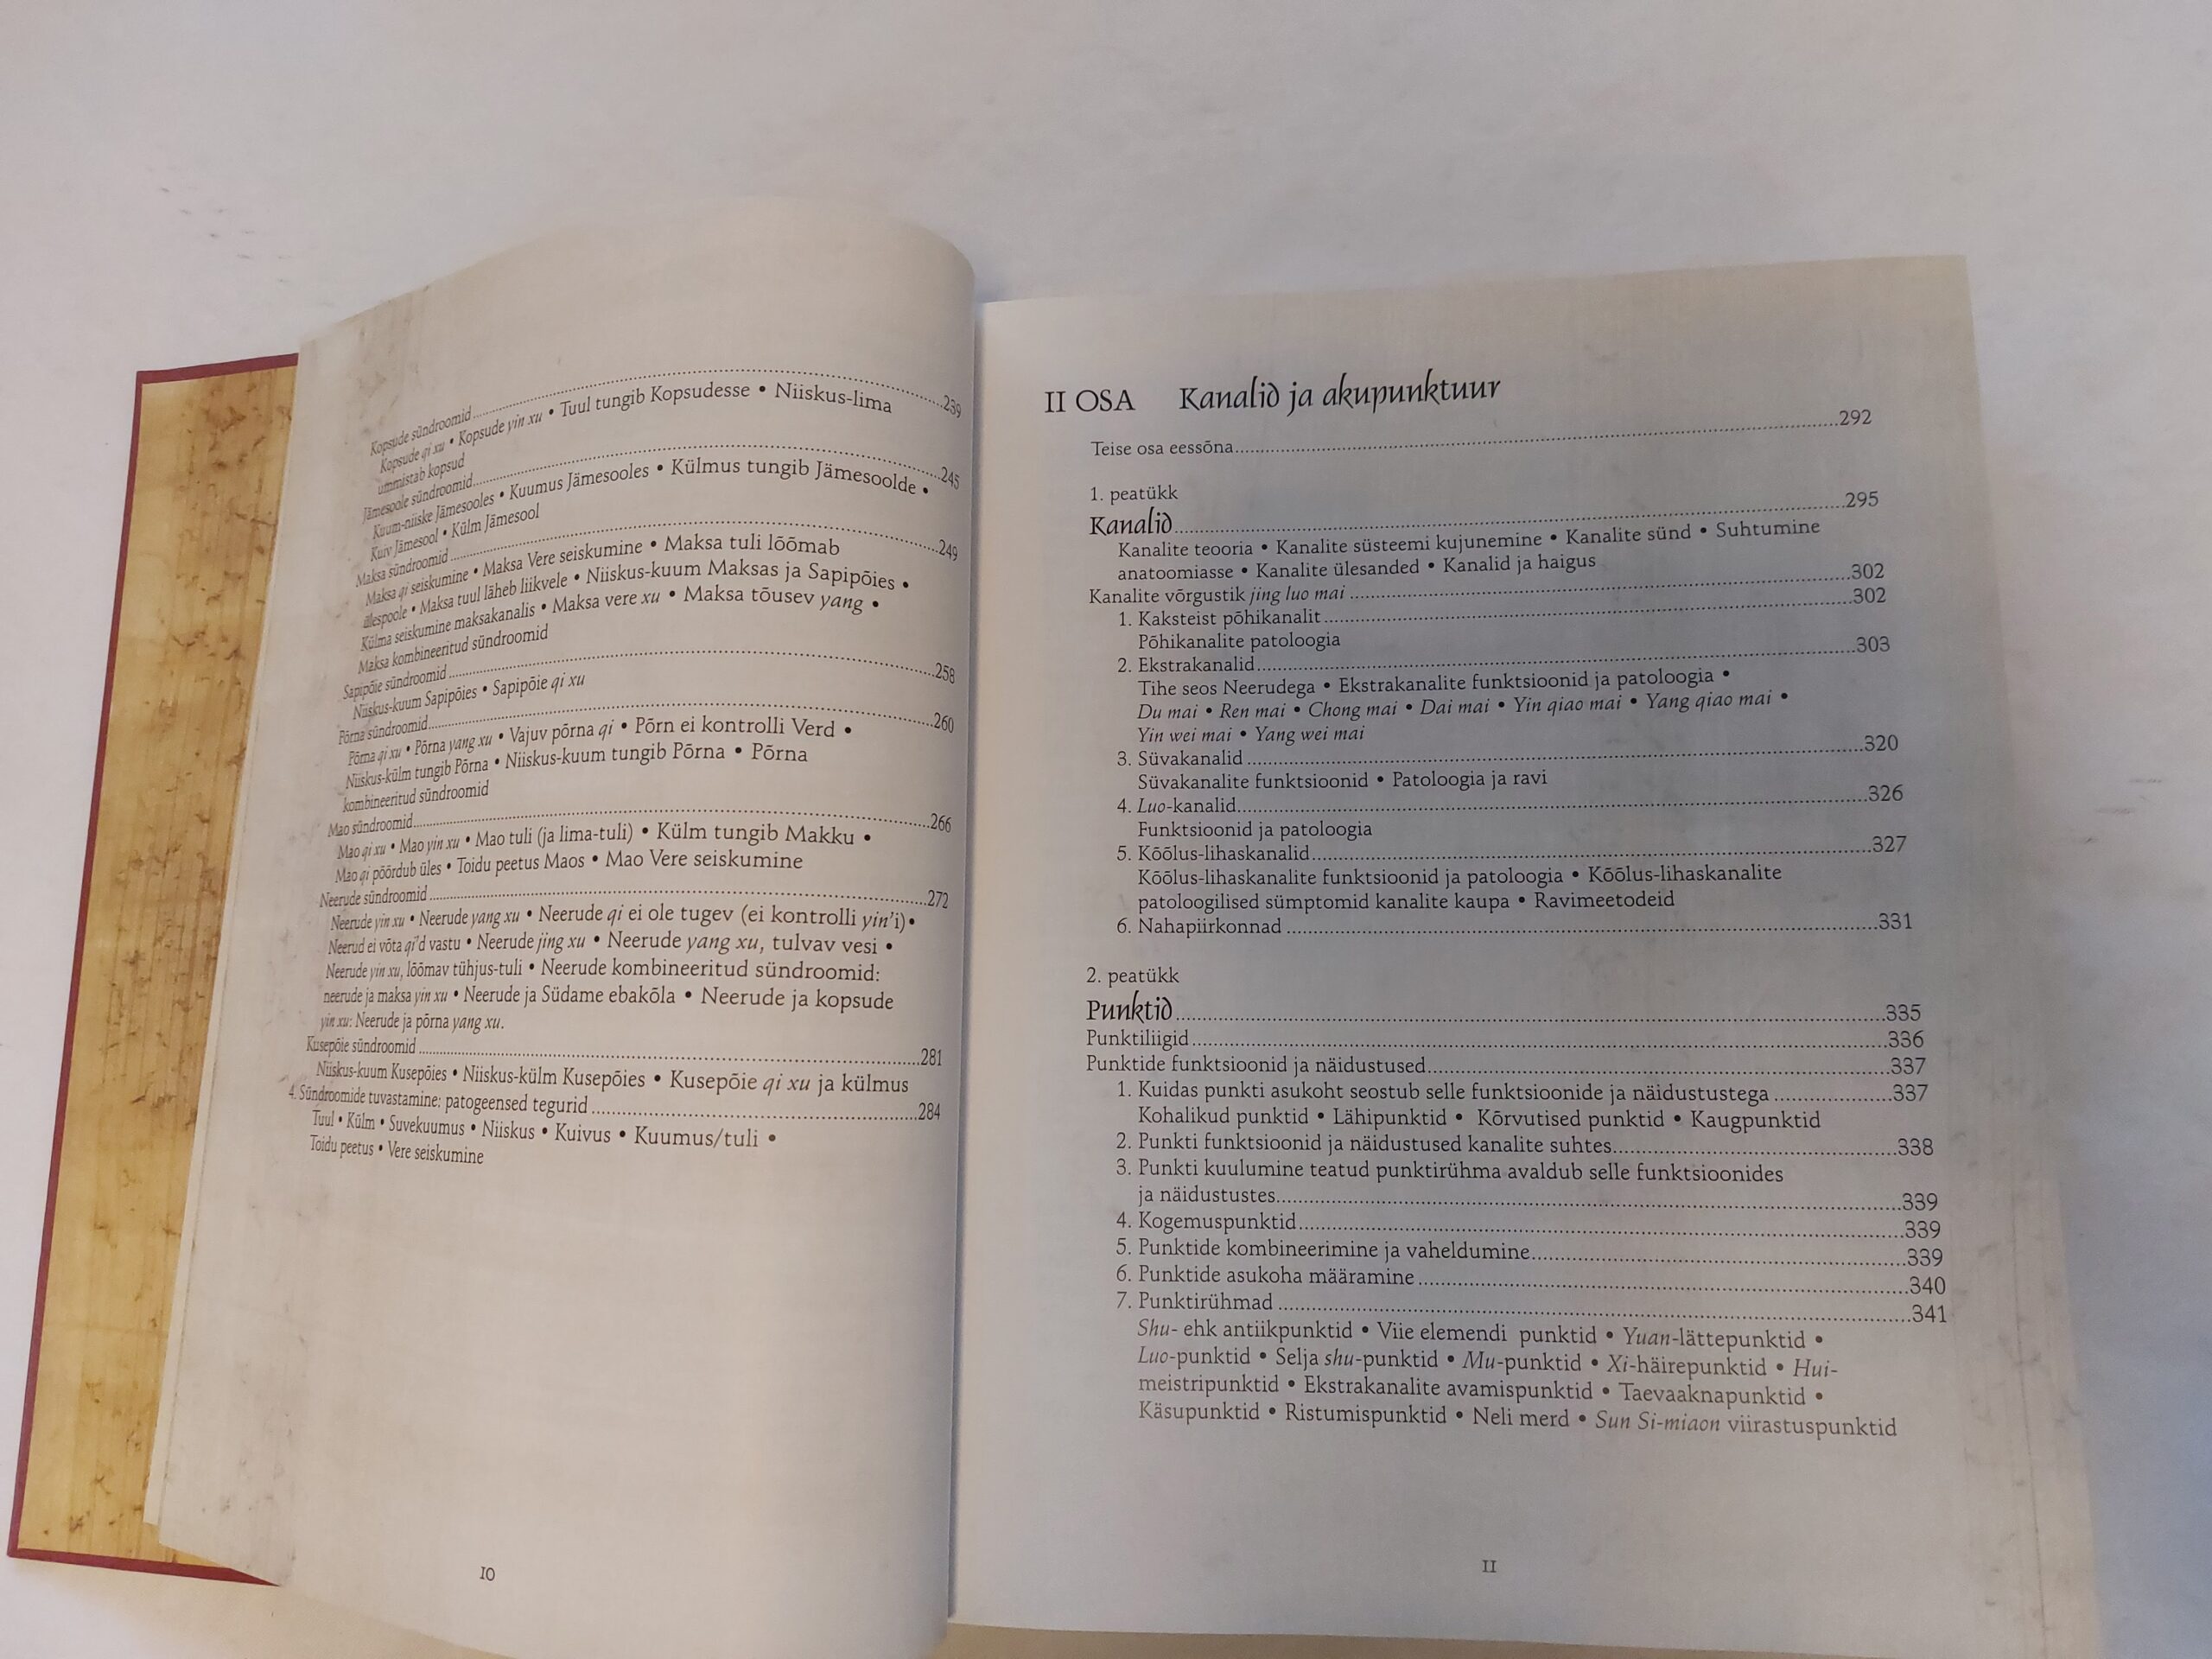 Kopsude sündroomid..........239
Kopsude qi xu • Kopsude yin xu • Tuul tungib Kopsudesse • Niiskus-lima
ummistab kopsud
Jämesoole sündroomid..........245
Kuum-niiske Jämesooles • Kuumus Jämesooles • Külmus tungib Jämesoolde •
Kuiv Jämesool • Külm Jämesool
Maksa sündroomid..........249
Maksa qi seiskumine • Maksa Vere seiskumine • Maksa tuli lõõmab
ülespoole • Maksa tuul läheb liikvele • Niiskus-kuum Maksas ja Sapipõies •
Külma seiskumine maksakanalis • Maksa vere xu • Maksa tõusev yang •
Maksa kombineeritud sündroomid
Sapipõie sündroomid..........258
Niiskus-kuum Sapipõies • Sapipõie qi xu
Põrna sündroomid..........260
Põrna qi xu • Põrna yang xu • Vajuv põrna qi • Põrn ei kontrolli Verd •
Niiskus-külm tungib Põrna • Niiskus-kuum tungib Põrna • Põrna
kombineeritud sündroomid
Mao sündroomid..........266
Mao qi xu • Mao yin xu • Mao tuli (ja lima-tuli) • Külm tungib Makku •
Mao qi pöördub üles • Toidu peetus Maos • Mao Vere seiskumine
Neerude sündroomid..........272
Neerude yin xu • Neerude yang xu • Neerude qi ei ole tugev (ei kontrolli yin'i) •
Neerud ei võta qi'd vastu • Neerude jing xu • Neerude yang xu, tulvav vesi •
Neerude yin xu, lõõmav tühjus-tuli • Neerude kombineeritud sündroomid:
neerude ja maksa yin xu • Neerude ja Südame ebakõla • Neerude ja kopsude
yin xu: Neerude ja põrna yang xu.
Kusepõie sündroomid..........281
Niiskus-kuum Kusepõies • Niiskus-külm Kusepõies • Kusepõie qi xu ja külmus
4. Sündroomide tuvastamine: patogeensed tegurid..........284
Tuul • Külm • Suvekuumus • Niiskus • Kuivus • Kuumus/tuli •
Toidu peetus • Vere seiskumine
10
II OSA Kanalid ja akupunktuur
Teise osa eessõna..........292
1. peatükk
Kanalid..........295
Kanalite teooria • Kanalite süsteemi kujunemine • Kanalite sünd • Suhtumine
anatoomiasse • Kanalite ülesanded • Kanalid ja haigus
Kanalite võrgustik jing luo mai..........302
1. Kaksteist põhikanalit..........302
Põhikanalite patoloogia
2. Ekstrakanalid..........303
Tihe seos Neerudega • Ekstrakanalite funktsioonid ja patoloogia •
Du mai • Ren mai • Chong mai • Dai mai • Yin qiao mai • Yang qiao mai •
Yin wei mai • Yang wei mai
3. Süvakanalid..........320
Süvakanalite funktsioonid • Patoloogia ja ravi
4. Luo-kanalid..........326
Funktsioonid ja patoloogia
5. Kõõlus-lihaskanalid..........327
Kõõlus-lihaskanalite funktsioonid ja patoloogia • Kõõlus-lihaskanalite
patoloogilised sümptomid kanalite kaupa • Ravimeetodeid
6. Nahapiirkonnad..........331
2. peatükk
Punktid..........335
Punktiliigid..........336
Punktide funktsioonid ja näidustused..........337
1. Kuidas punkti asukoht seostub selle funktsioonide ja näidustustega..........337
Kohalikud punktid • Lähipunktid • Kõrvutised punktid • Kaugpunktid
2. Punkti funktsioonid ja näidustused kanalite suhtes..........338
3. Punkti kuulumine teatud punktirühma avaldub selle funktsioonides
ja näidustustes..........339
4. Kogemuspunktid..........339
5. Punktide kombineerimine ja vaheldumine..........339
6. Punktide asukoha määramine..........340
7. Punktirühmad..........341
Shu- ehk antiikpunktid • Viie elemendi punktid • Yuan-lättepunktid •
Luo-punktid • Selja shu-punktid • Mu-punktid • Xi-häirepunktid • Hui-
meistripunktid • Ekstrakanalite avamispunktid • Taevaaknapunktid •
Käsupunktid • Ristumispunktid • Neli merd • Sun Si-miaon viirastuspunktid
11